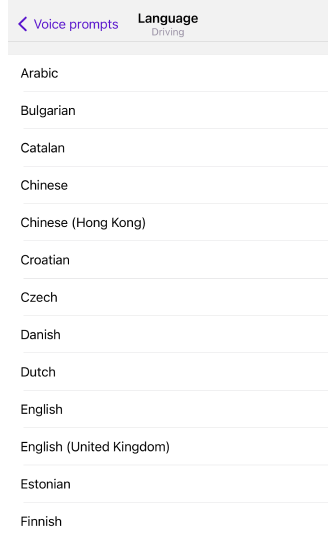 Voice prompts
Language
Driving
Arabic
Bulgarian
Catalan
Chinese
Chinese (Hong Kong)
Croatian
Czech
Danish
Dutch
English
English (United Kingdom)
Estonian
Finnish